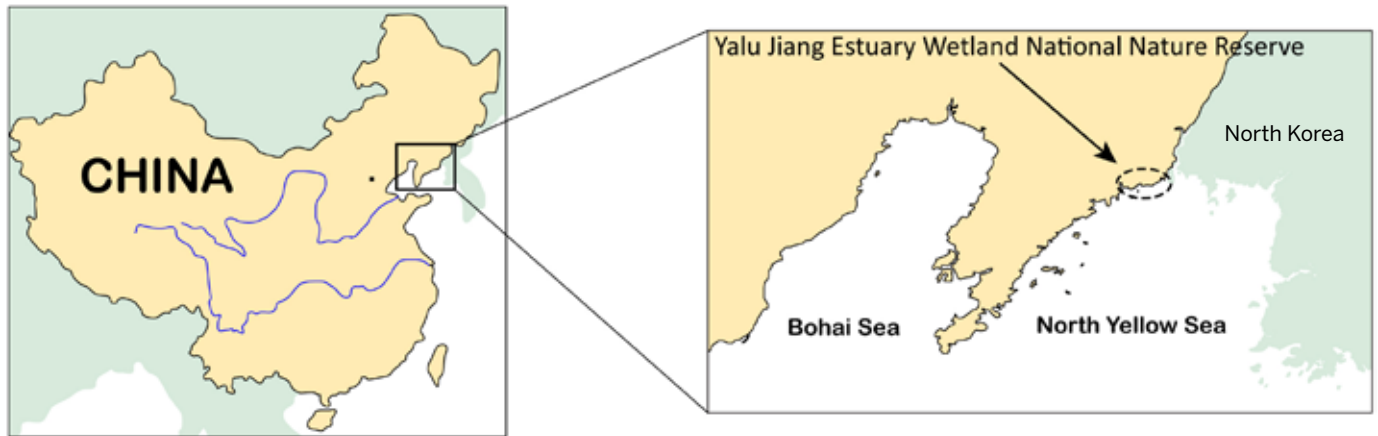 CHINA
Yalu Jiang Estuary Wetland National Nature Reserve
North Korea
Bohai Sea
North Yellow Sea